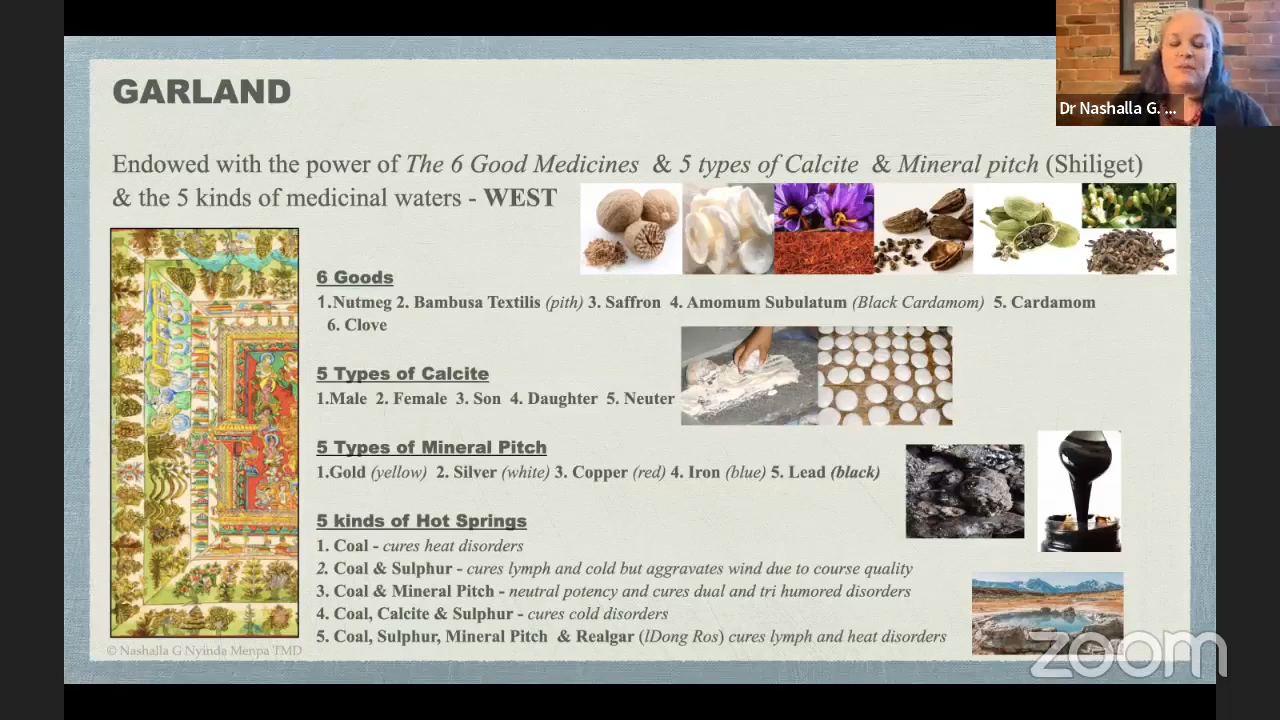 GARLAND
Endowed with the power of The 6 Good Medicines & 5 types of Calcite & Mineral pitch (Shiliget)
& the 5 kinds of medicinal waters - WEST
6 Goods
1.Nutmeg 2. Bambusa Textilis (pith) 3. Saffron 4. Amomum Subulatum (Black Cardamom) 5. Cardamom
6. Clove
5 Types of Calcite
1.Male 2. Female 3. Son 4. Daughter 5. Neuter
5 Types of Mineral Pitch
1.Gold (yellow) 2. Silver (white) 3. Copper (red) 4. Iron (blue) 5. Lead (black)
5 kinds of Hot Springs
1. Coal - cures heat disorders
2. Coal & Sulphur - cures lymph and cold but aggravates wind due to course quality
3. Coal & Mineral Pitch - neutral potency and cures dual and tri humored disorders
4. Coal, Calcite & Sulphur - cures cold disorders
5. Coal, Sulphur, Mineral Pitch & Realgar (lDong Ros) cures lymph and heat disorders
© Nashalla G Nyinda Menpa TMD
Dr Nashalla G. ...
zoom